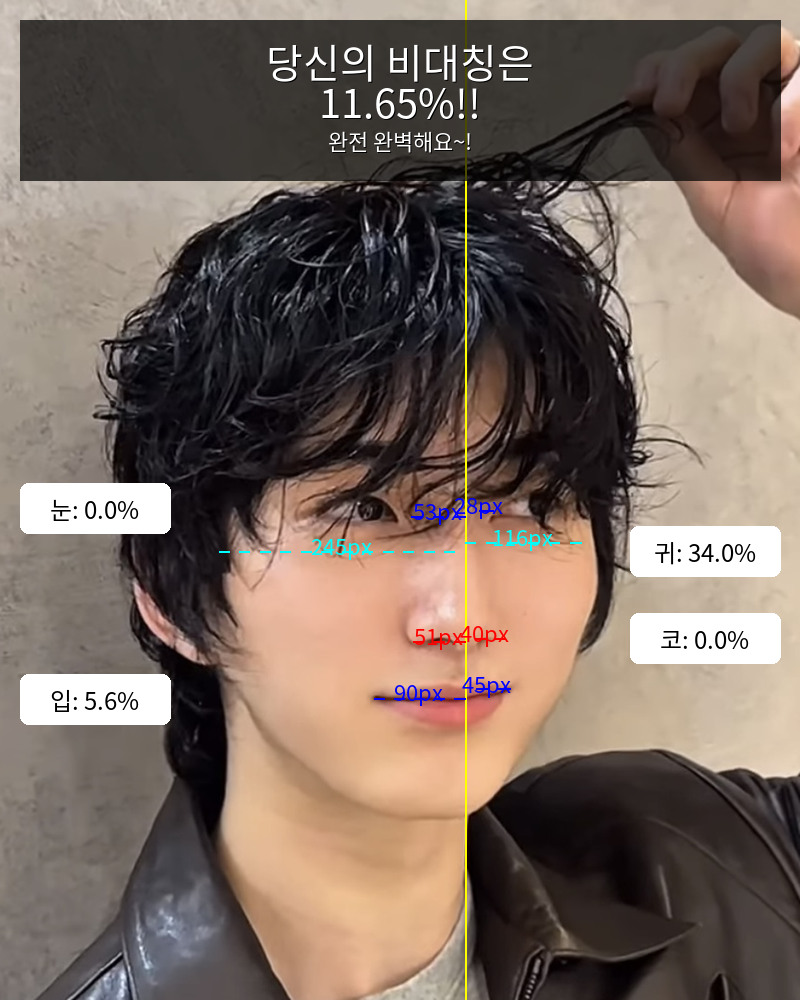 당신의 비대칭은
11.65%!!
완전 완벽해요~!
눈: 0.0%
53px
28px
245px
116px
귀: 34.0%
51px
40px
코: 0.0%
입: 5.6%
90px
45px